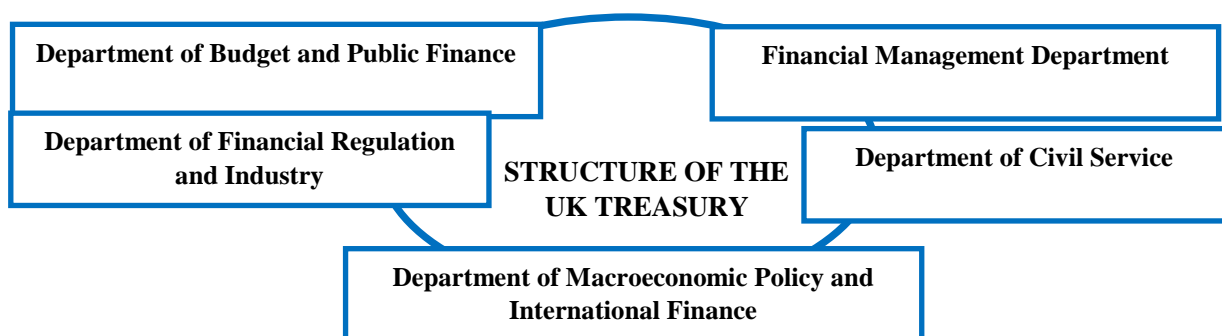 Department of Budget and Public Finance
Financial Management Department
Department of Financial Regulation
and Industry
STRUCTURE OF THE
UK TREASURY
Department of Civil Service
Department of Macroeconomic Policy and
International Finance